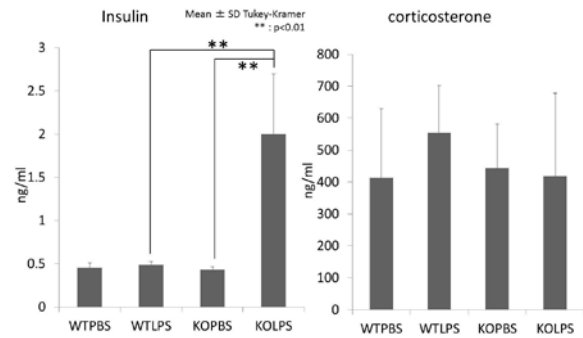 Insulin
Mean ± SD Tukey-Kramer
** : p<0.01
**
**
3
2.5
2
1.5
1
0.5
0
ng/ml
WTPBS WTLPS KOPBS KOLPS
corticosterone
800
700
600
500
400
300
200
100
0
ng/ml
WTPBS WTLPS KOPBS KOLPS